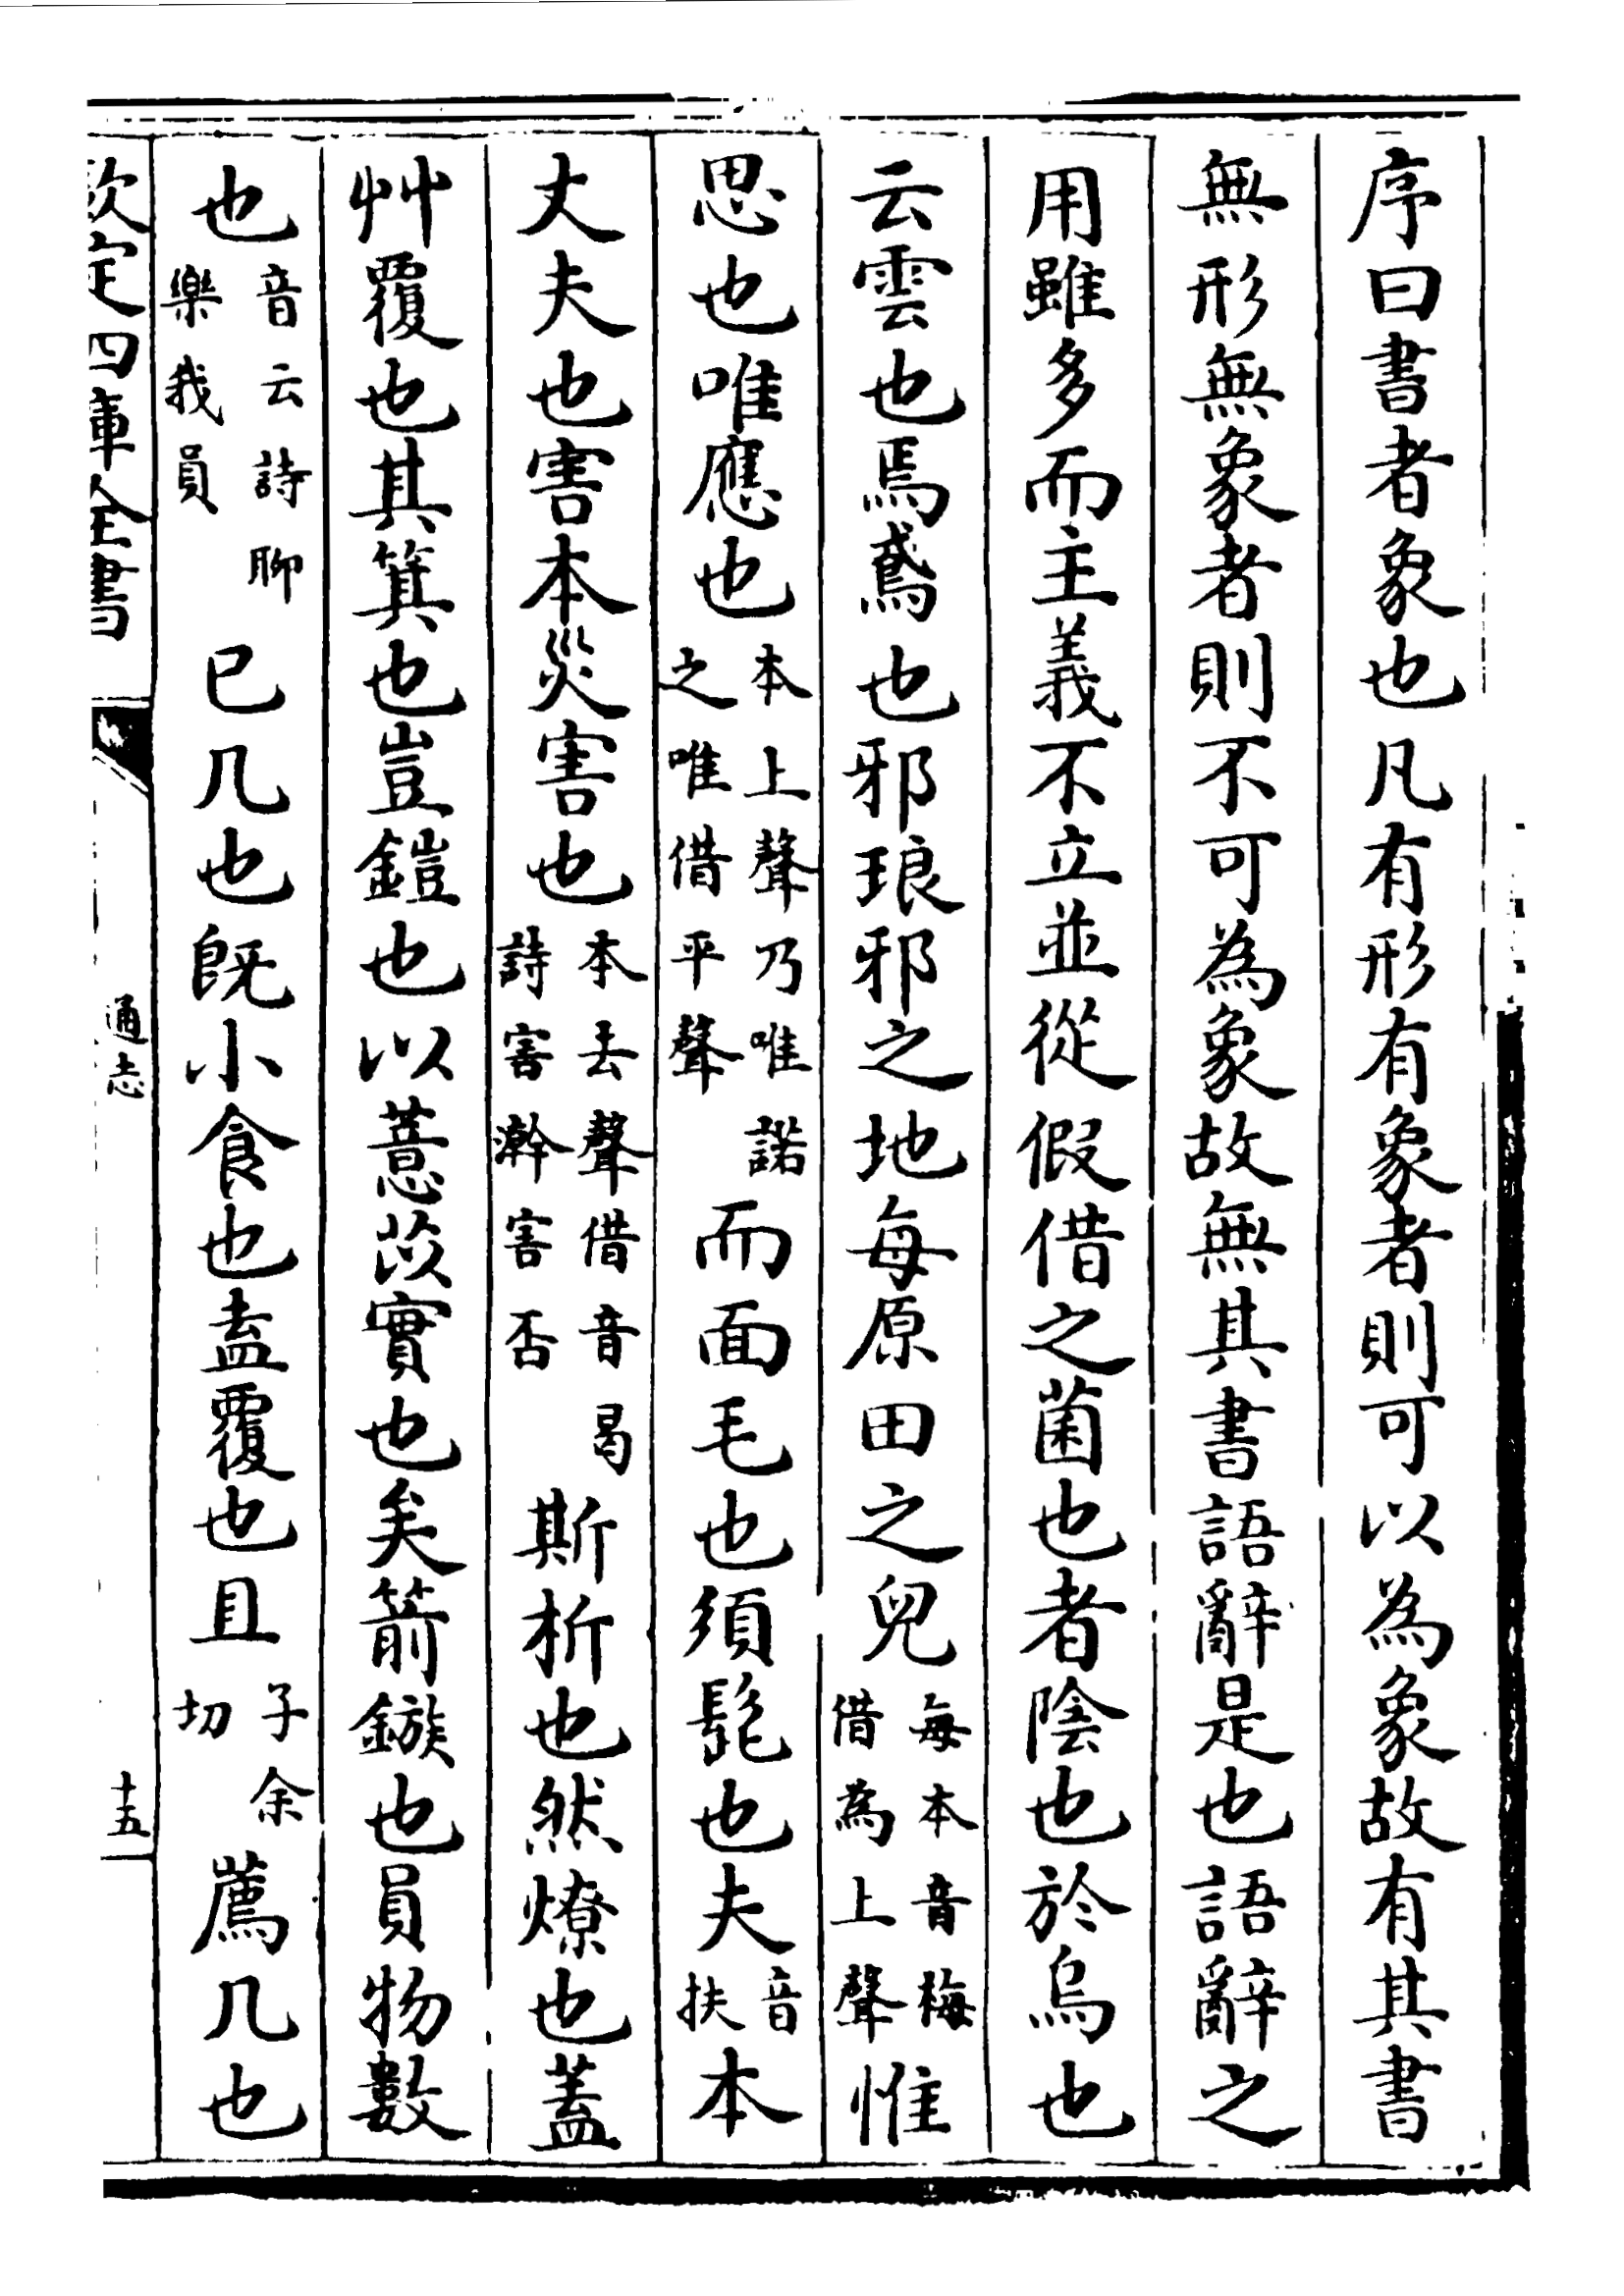 序曰書者象也凡有形有象者則可以為象故有其書
無形無象者則不可為象故無其書語辭是也語辭之
用雖多而主義不立並從假借之菌也者陰也於烏也
云雲也焉鳶也邪琅邪之地每原田之皃每本音梅借為上聲惟
思也唯應也本上聲乃唯諾之唯借平聲而面毛也須髭也夫音扶本
丈夫也害本災害也本去聲借音曷詩害澣害否斯析也然燎也蓋
艸覆也其箕也豈鎧也以薏苡實也矣箭鏃也員物數
也音云詩聊樂我員已几也既小食也盍覆也且子余切薦几也
欽定四庫全書
通志
十五